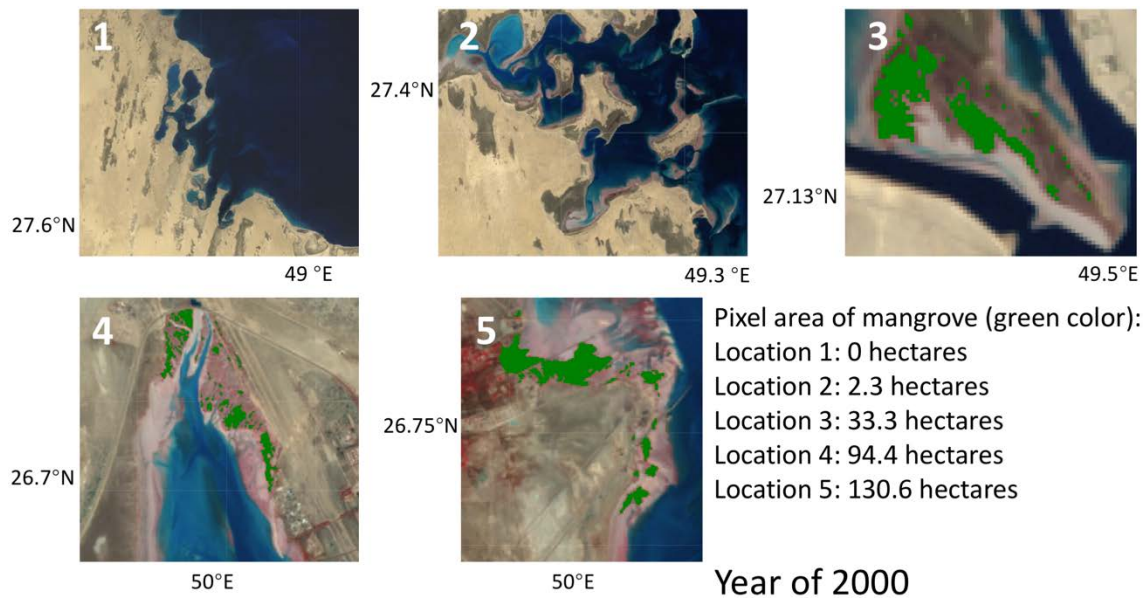 1
2
3
27.4°N
27.13°N
27.6°N
49 °E
49.3 °E
49.5°E
4
5
Pixel area of mangrove (green color):
Location 1: 0 hectares
Location 2: 2.3 hectares
Location 3: 33.3 hectares
Location 4: 94.4 hectares
Location 5: 130.6 hectares
26.75°N
26.7°N
50°E
50°E
Year of 2000